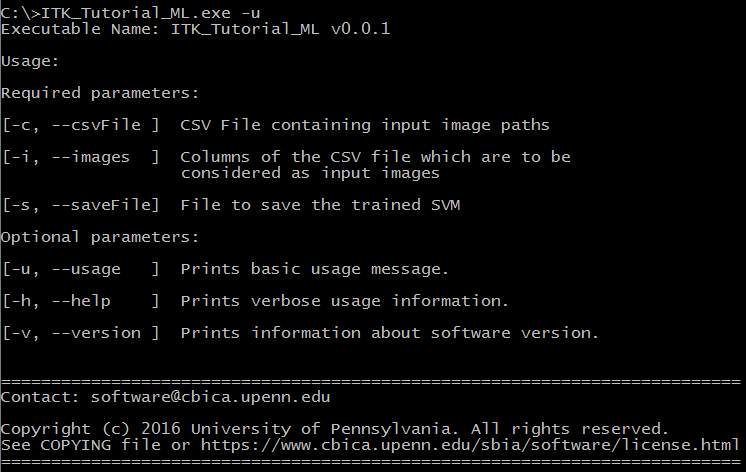 C:\>ITK_Tutorial_ML.exe -u
Executable Name: ITK_Tutorial_ML v0.0.1
Usage:
Required parameters:
[-c, --csvFile ]  CSV File containing input image paths
[-i, --images  ]  Columns of the CSV file which are to be
                  considered as input images
[-s, --saveFile]  File to save the trained SVM
Optional parameters:
[-u, --usage   ]  Prints basic usage message.
[-h, --help    ]  Prints verbose usage information.
[-v, --version ]  Prints information about software version.
==========================================================================
Contact: software@cbica.upenn.edu
Copyright (c) 2016 University of Pennsylvania. All rights reserved.
See COPYING file or https://www.cbica.upenn.edu/sbia/software/license.html
==========================================================================